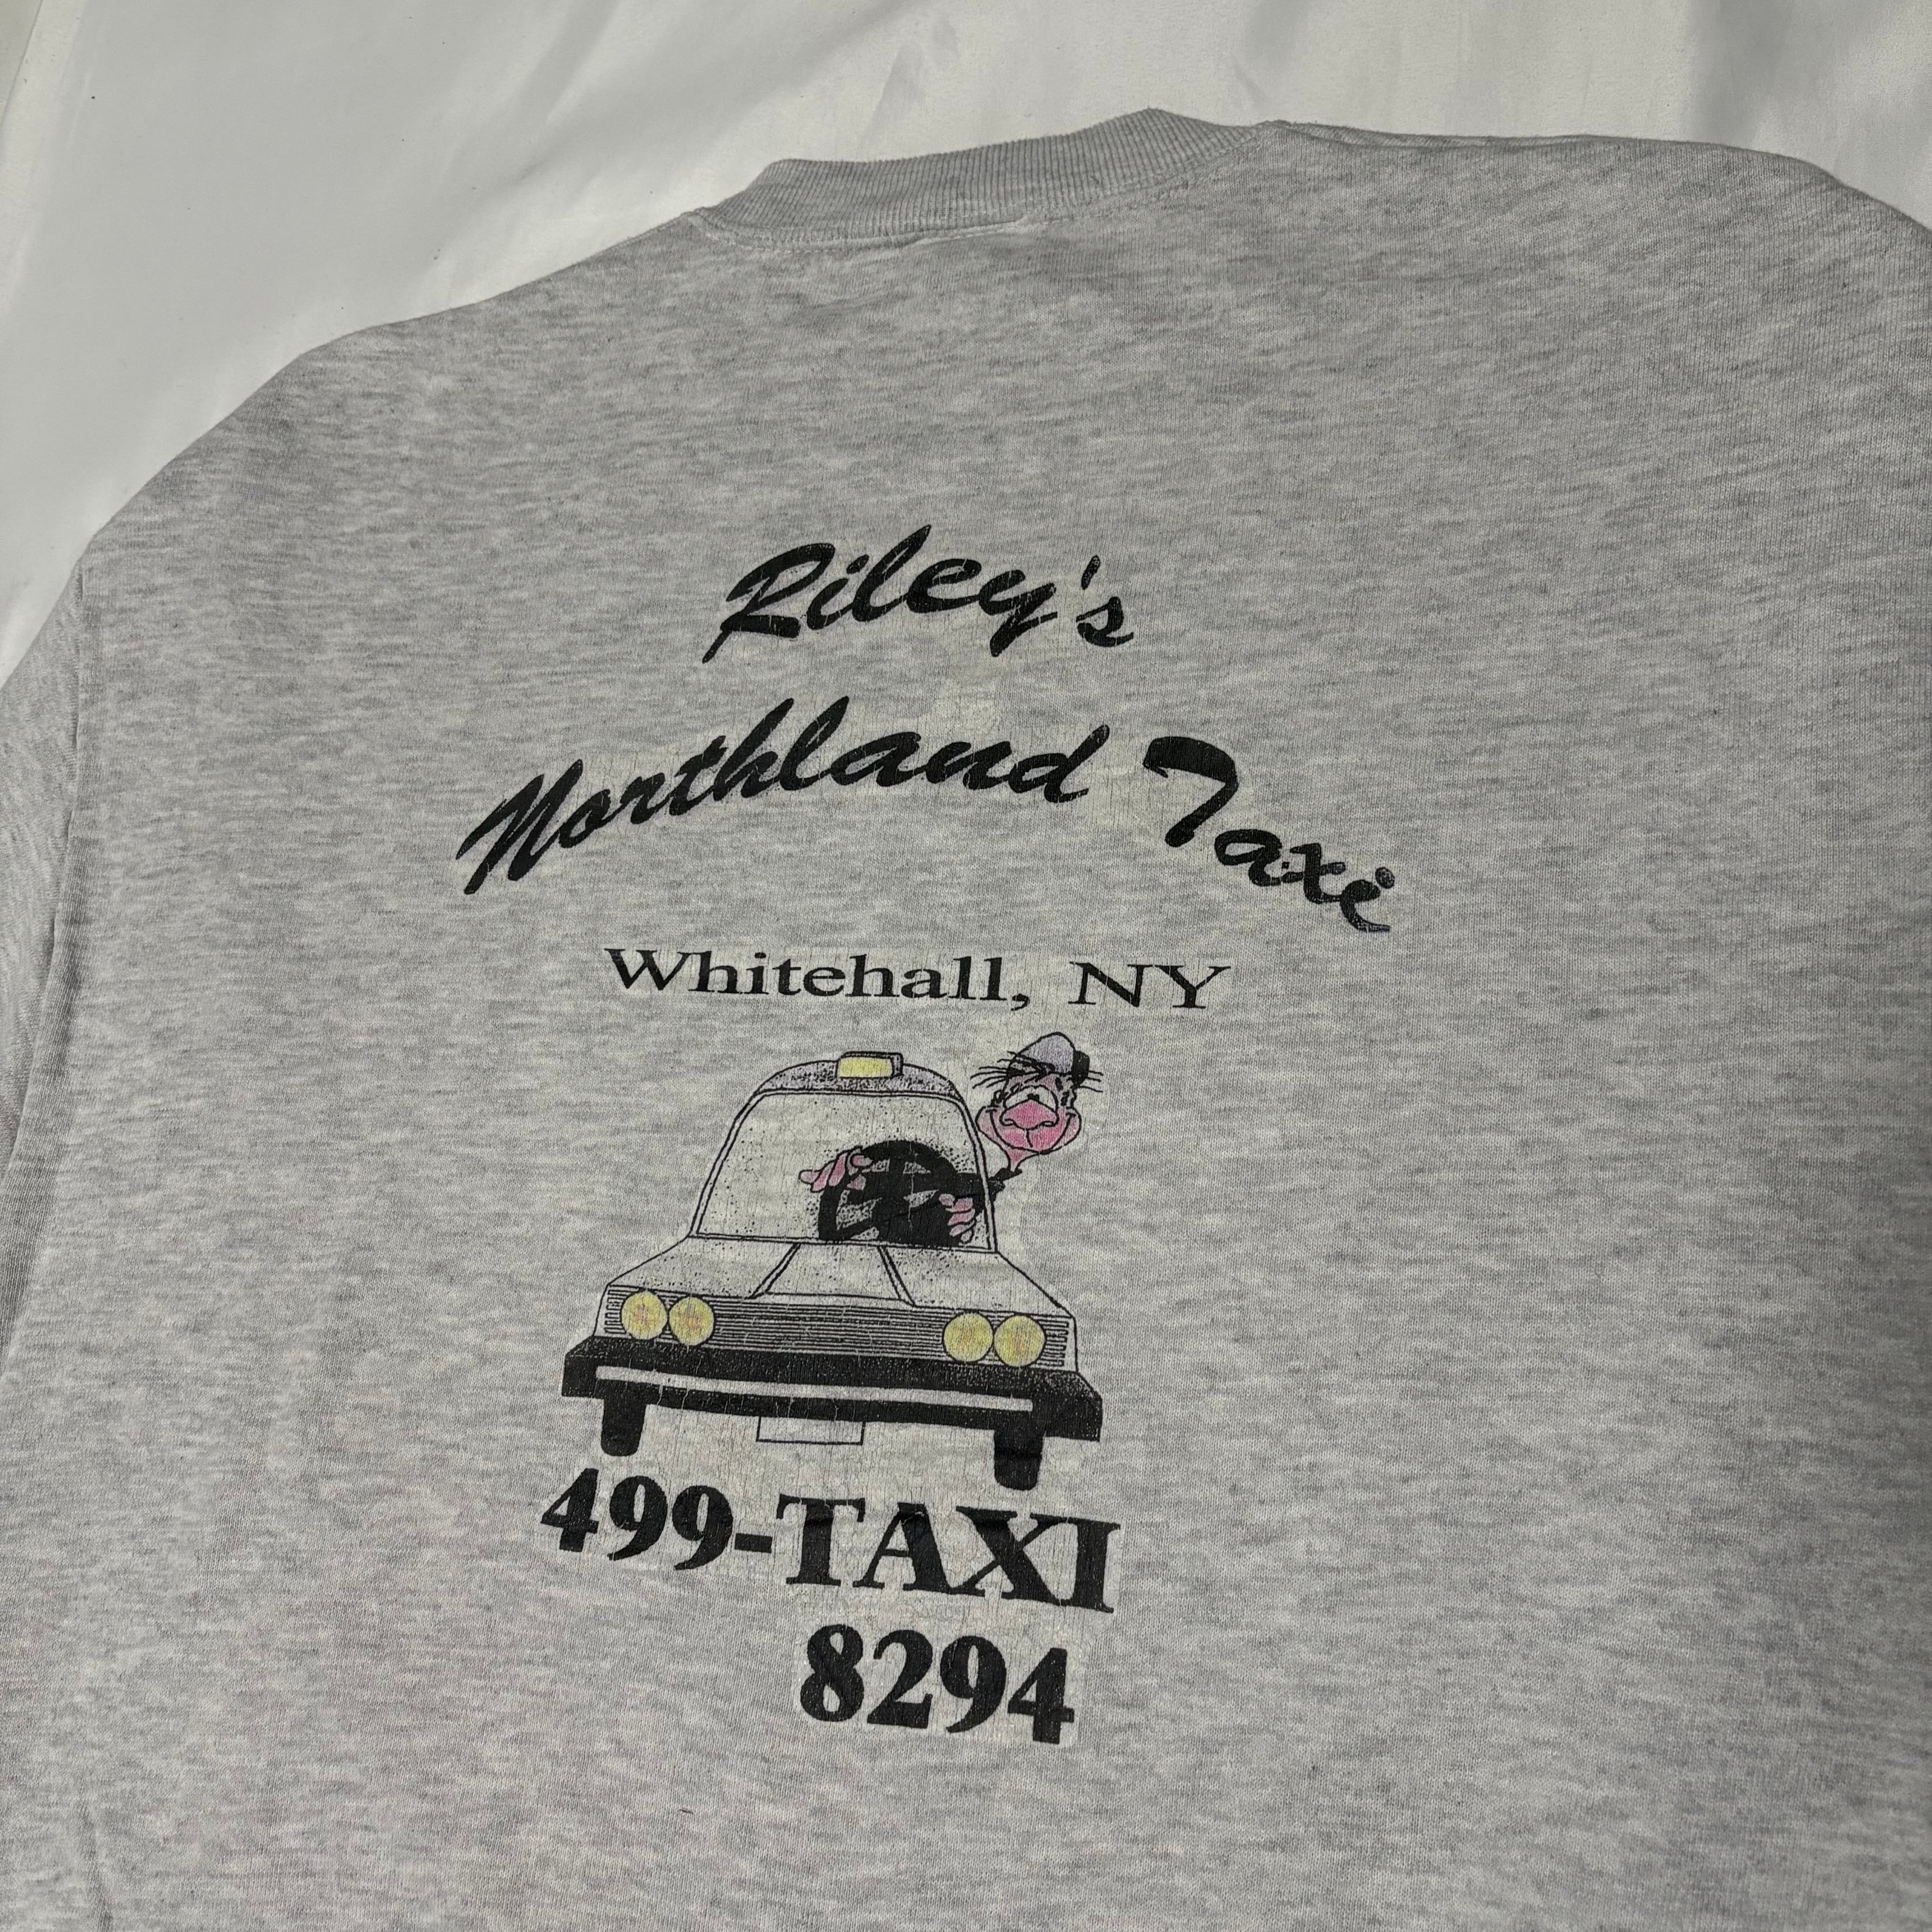 Riley's
Northland Taxi
Whitehall, NY
499-TAXI
8294